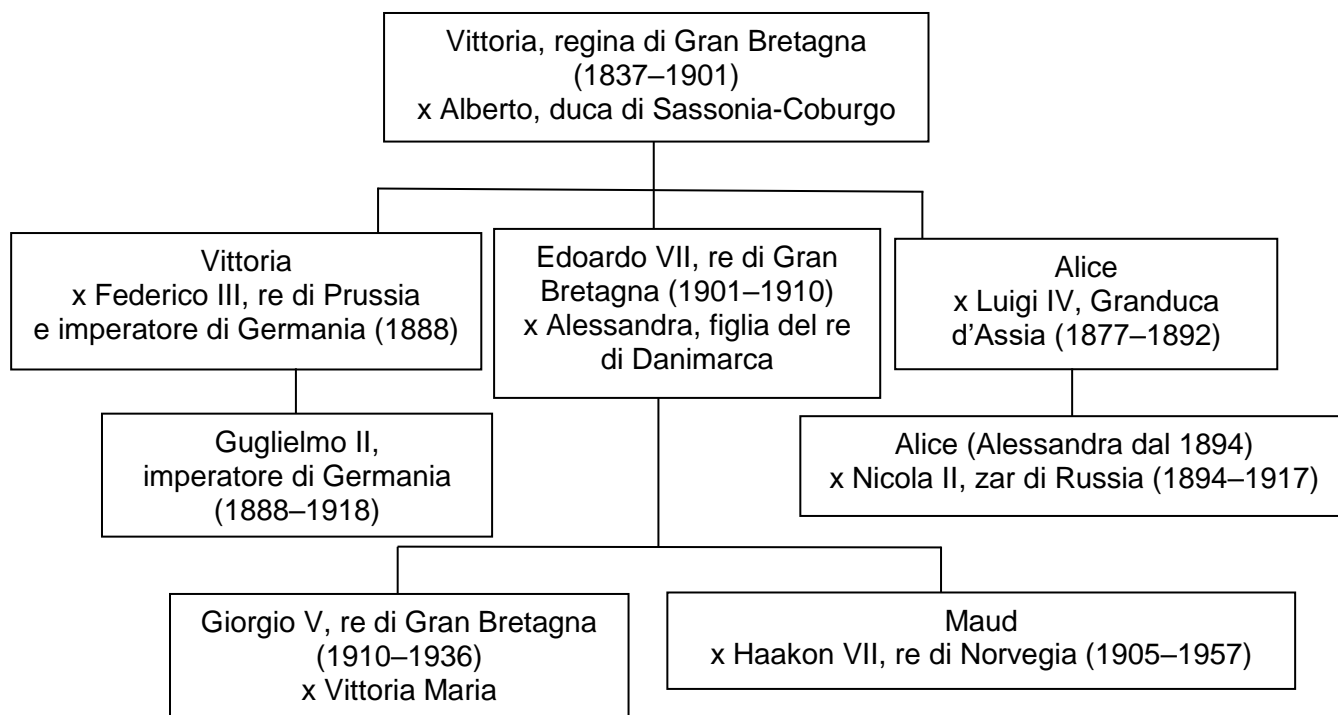 Vittoria, regina di Gran Bretagna
(1837–1901)
x Alberto, duca di Sassonia-Coburgo
Vittoria
x Federico III, re di Prussia
e imperatore di Germania (1888)
Edoardo VII, re di Gran
Bretagna (1901–1910)
x Alessandra, figlia del re
di Danimarca
Alice
x Luigi IV, Granduca
d’Assia (1877–1892)
Guglielmo II,
imperatore di Germania
(1888–1918)
Alice (Alessandra dal 1894)
x Nicola II, zar di Russia (1894–1917)
Giorgio V, re di Gran Bretagna
(1910–1936)
x Vittoria Maria
Maud
x Haakon VII, re di Norvegia (1905–1957)